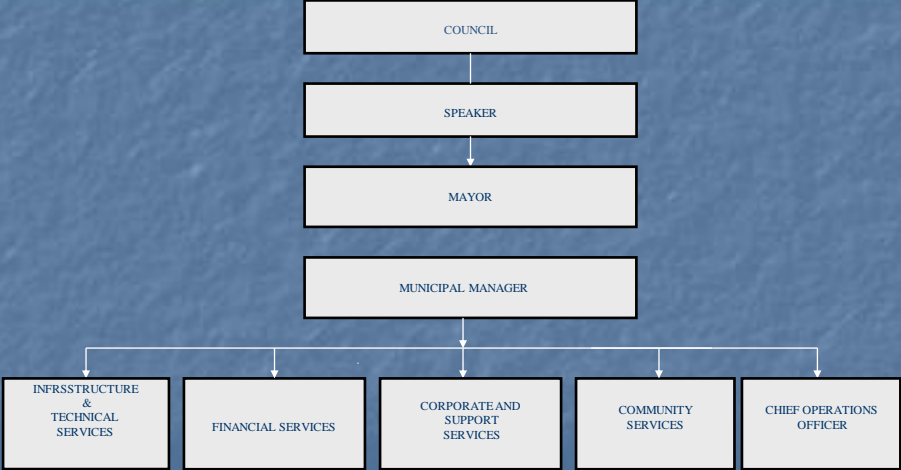 COUNCIL
SPEAKER
MAYOR
MUNICIPAL MANAGER
INFRSSTRUCTURE
&
TECHNICAL
SERVICES
FINANCIAL SERVICES
CORPORATE AND
SUPPORT
SERVICES
COMMUNITY
SERVICES
CHIEF OPERATIONS
OFFICER